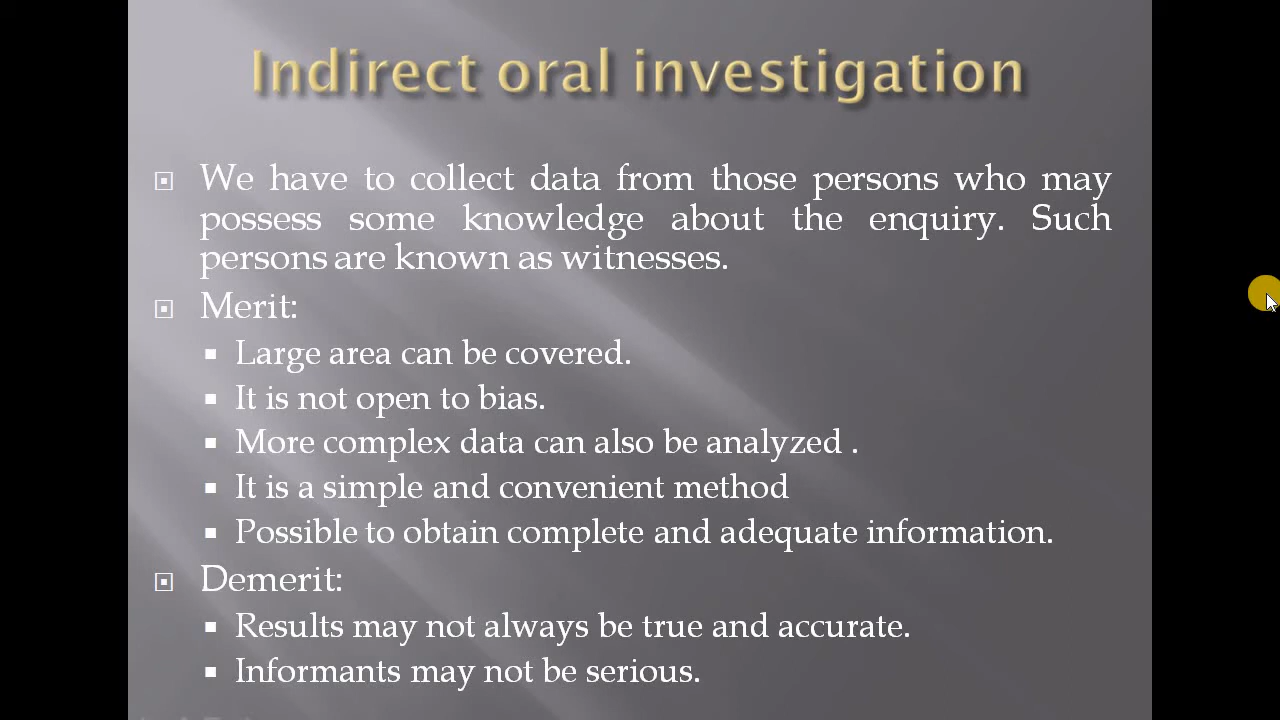 Indirect oral investigation
We have to collect data from those persons who may
possess some knowledge about the enquiry. Such
persons are known as witnesses.
Merit:
Large area can be covered.
It is not open to bias.
More complex data can also be analyzed .
It is a simple and convenient method
Possible to obtain complete and adequate information.
Demerit:
Results may not always be true and accurate.
Informants may not be serious.